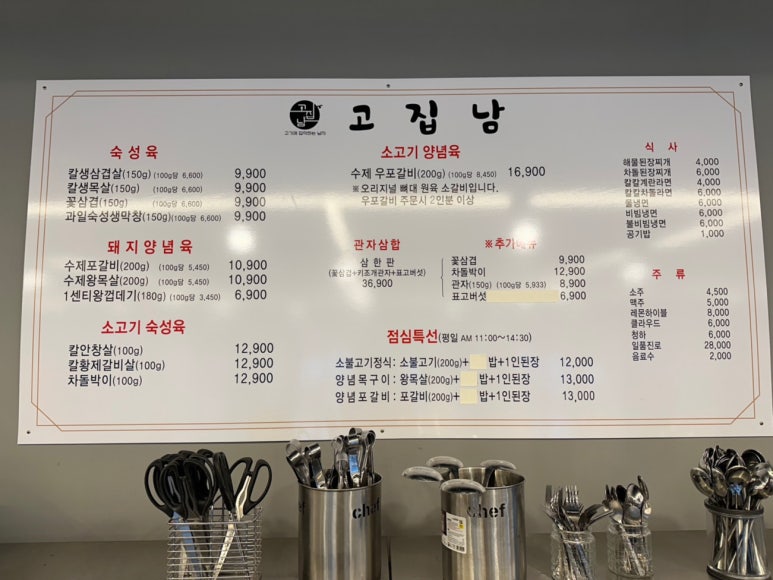 고집남
고기에 집착하는 남자
고 집 남
숙성육
칼생삼겹살(150g) (100g당 6,600) 9,900
칼생목살(150g) (100g당 6,600) 9,900
꽃삼겹(150g) (100g당 6,600) 9,900
과일숙성생막창(150g)(100g당 6,600) 9,900
돼지양념육
수제포갈비(200g) (100g당 5,450) 10,900
수제왕목살(200g) (100g당 5,450) 10,900
1센티왕껍데기(180g) (100g당 3,450) 6,900
소고기 숙성육
칼안창살(100g) 12,900
칼황제갈비살(100g) 12,900
차돌박이(100g) 12,900
소고기 양념육
수제 우포갈비(200g) (100g당 8,450) 16,900
※ 오리지널 뼈대 원육 소갈비입니다.
우포갈비 주문시 2인분 이상
관자삼합
삼 한 판
(꽃삼겹+키조개관자+표고버섯)
36,900
※추가메뉴
꽃삼겹 9,900
차돌박이 12,900
관자(150g) (100g당 5,933) 8,900
표고버섯 6,900
점심특선(평일 AM 11:00~14:30)
소불고기정식 : 소불고기(200g)+ 밥+1인된장 12,000
양념목구이 : 왕목살(200g)+ 밥+1인된장 13,000
양념포갈비 : 포갈비(200g)+ 밥+1인된장 13,000
식 사
해물된장찌개 4,000
차돌된장찌개 6,000
칼칼계란라면 4,000
칼칼차돌라면 6,000
물냉면 6,000
비빔냉면 6,000
불비빔냉면 6,000
공기밥 1,000
주 류
소주 4,500
맥주 5,000
레몬하이볼 8,000
클라우드 6,000
청하 6,000
일품진로 28,000
음료수 2,000
chef
chef